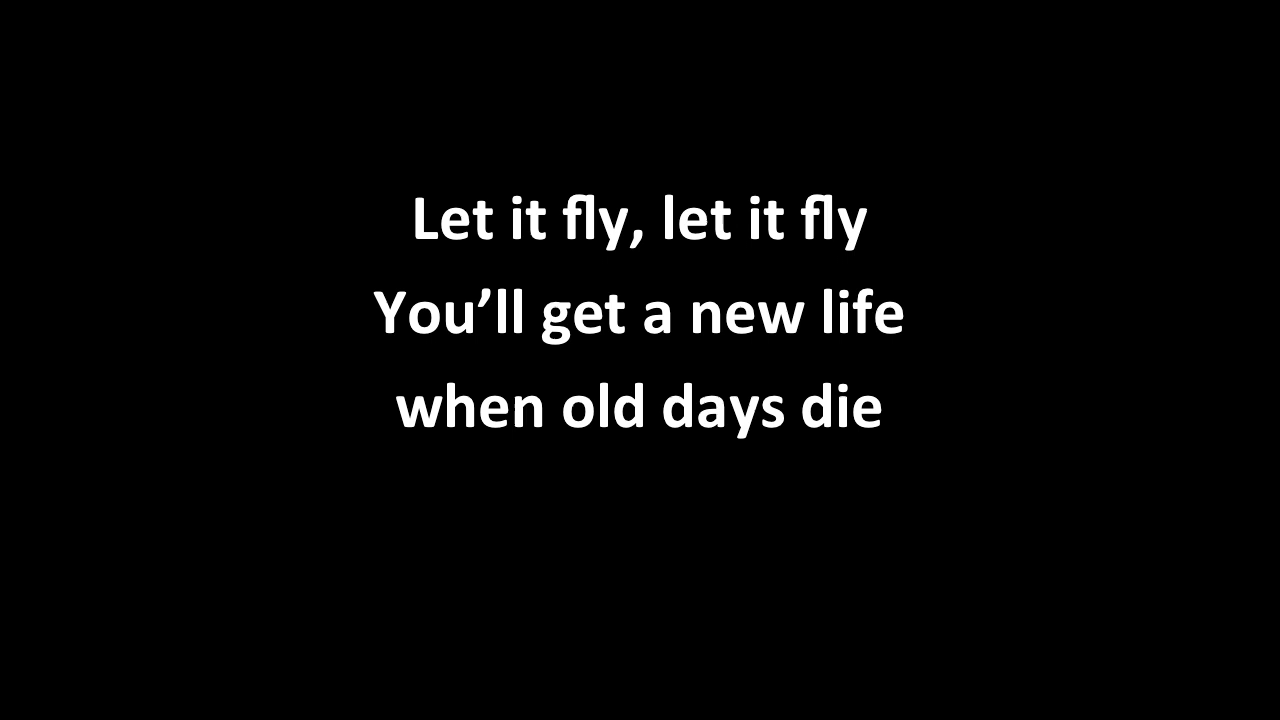 Let it fly, let it fly
You’ll get a new life
when old days die